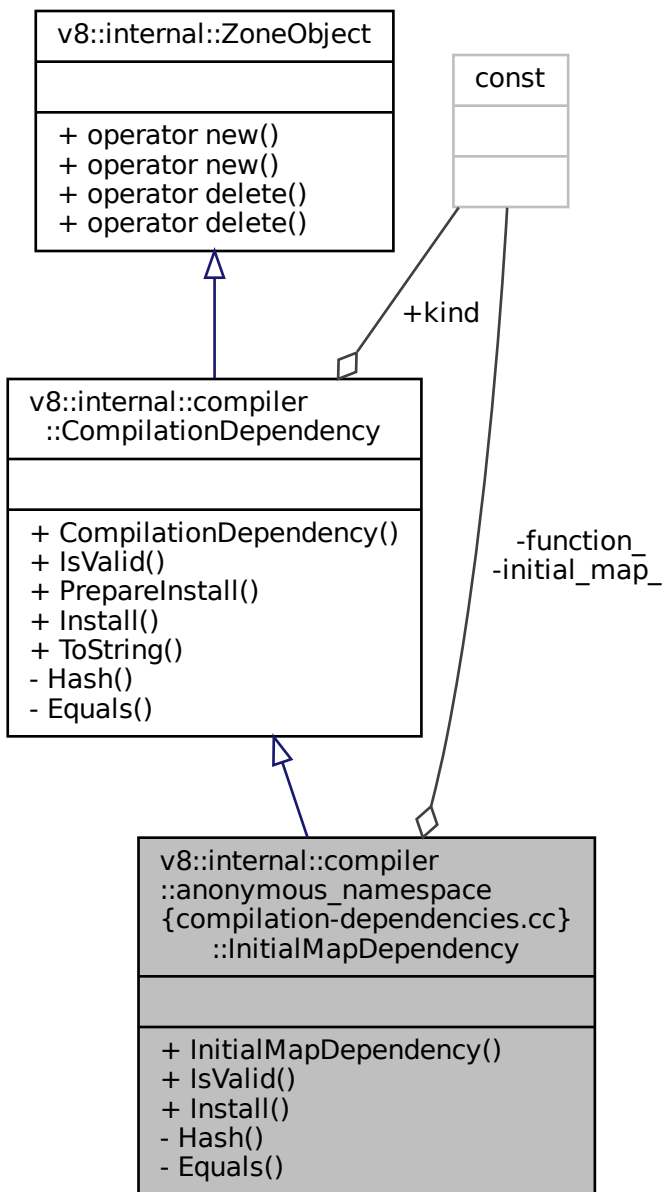 v8::internal::ZoneObject
+ operator new()
+ operator new()
+ operator delete()
+ operator delete()
const
+kind
v8::internal::compiler
::CompilationDependency
+ CompilationDependency()
+ IsValid()
+ PrepareInstall()
+ Install()
+ ToString()
- Hash()
- Equals()
-function_
-initial_map_
v8::internal::compiler
::anonymous_namespace
{compilation-dependencies.cc}
::InitialMapDependency
+ InitialMapDependency()
+ IsValid()
+ Install()
- Hash()
- Equals()